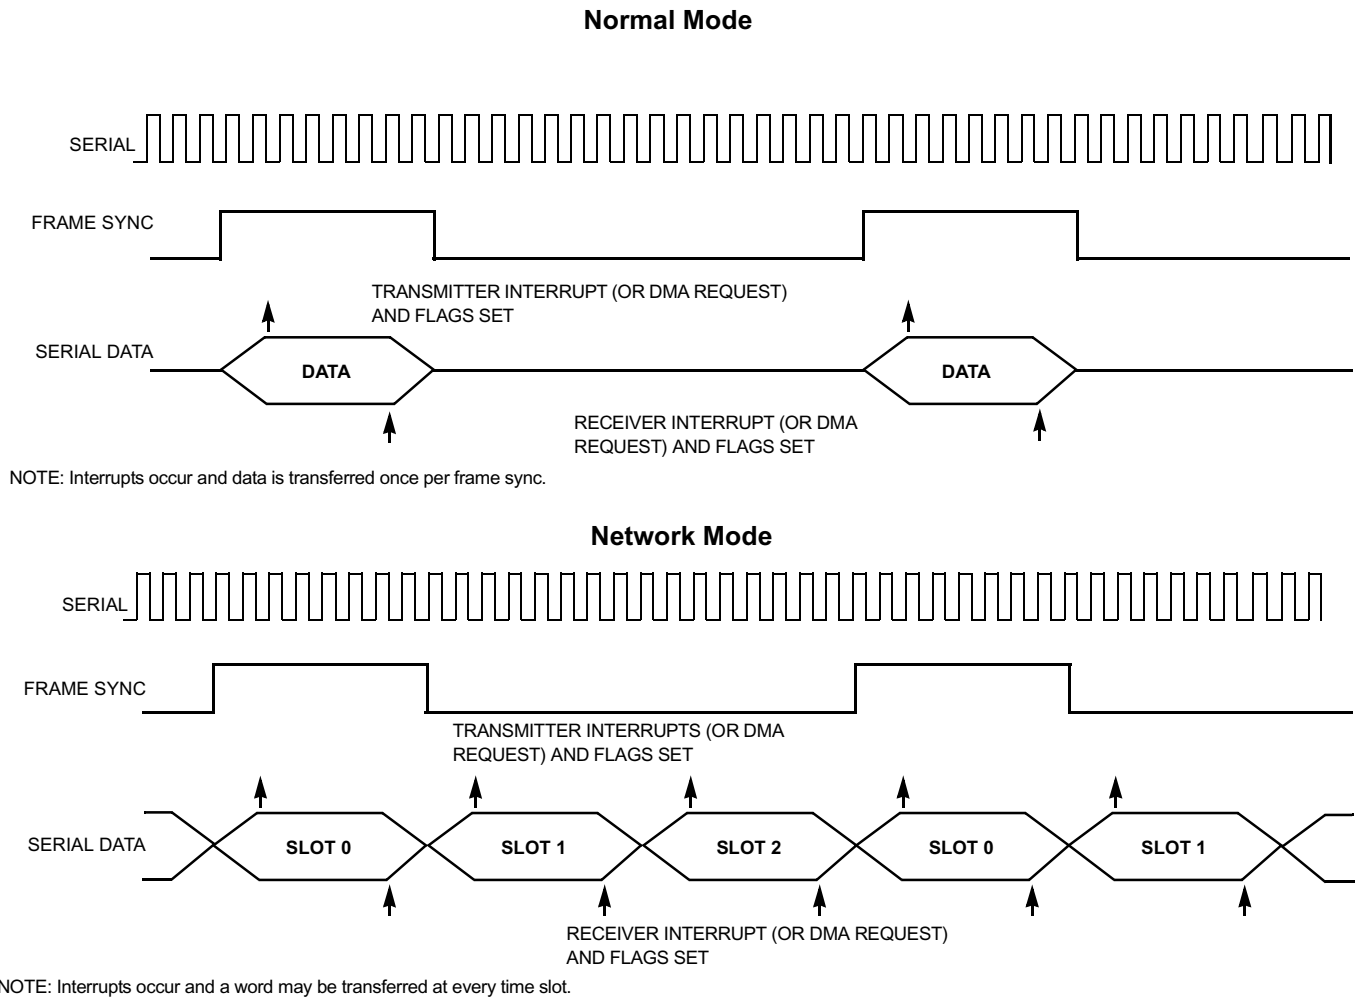 Normal Mode
SERIAL
FRAME SYNC
TRANSMITTER INTERRUPT (OR DMA REQUEST)
AND FLAGS SET
SERIAL DATA
DATA
DATA
RECEIVER INTERRUPT (OR DMA
REQUEST) AND FLAGS SET
NOTE: Interrupts occur and data is transferred once per frame sync.
Network Mode
SERIAL
FRAME SYNC
TRANSMITTER INTERRUPTS (OR DMA
REQUEST) AND FLAGS SET
SERIAL DATA
SLOT 0
SLOT 1
SLOT 2
SLOT 0
SLOT 1
RECEIVER INTERRUPT (OR DMA REQUEST)
AND FLAGS SET
NOTE: Interrupts occur and a word may be transferred at every time slot.